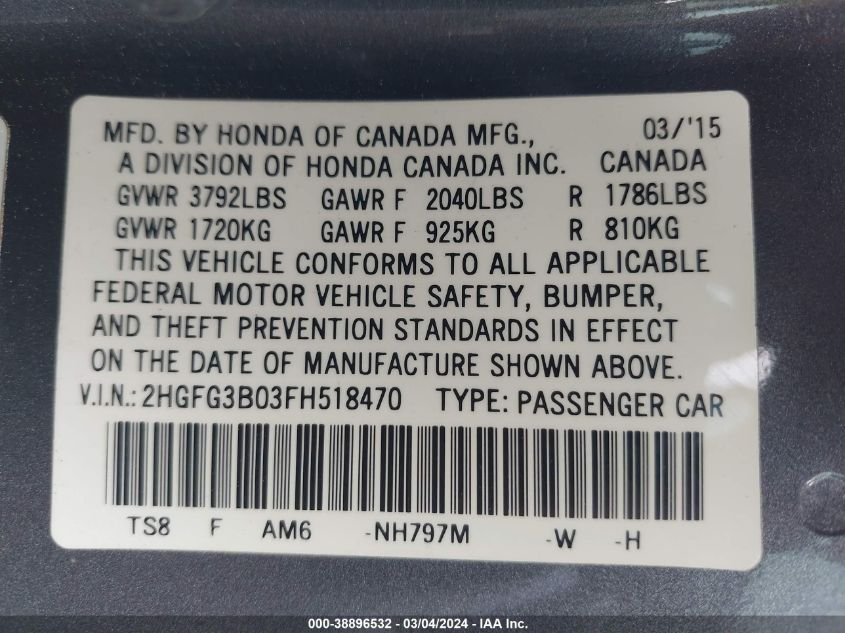 MFD. BY HONDA OF CANADA MFG., 03/'15
A DIVISION OF HONDA CANADA INC. CANADA
GVWR 3792LBS GAWR F 2040LBS R 1786LBS
GVWR 1720KG GAWR F 925KG R 810KG
THIS VEHICLE CONFORMS TO ALL APPLICABLE
FEDERAL MOTOR VEHICLE SAFETY, BUMPER,
AND THEFT PREVENTION STANDARDS IN EFFECT
ON THE DATE OF MANUFACTURE SHOWN ABOVE.
V.I.N.: 2HGFG3B03FH518470 TYPE: PASSENGER CAR
TS8 F AM6 -NH797M -W -H
000-38896532 - 03/04/2024 - IAA Inc.